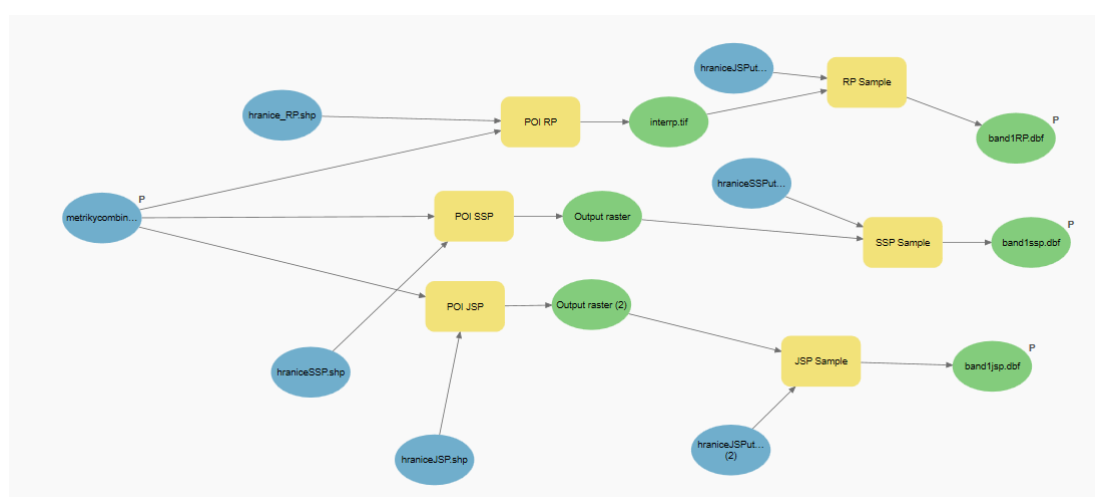 hraniceJSPut...
RP Sample
hranice_RP.shp
POI RP
interrp.tif
P
band1RP.dbf
hraniceSSPut...
P
metrikycombin...
POI SSP
Output raster
SSP Sample
P
band1ssp.dbf
POI JSP
Output raster (2)
JSP Sample
P
band1jsp.dbf
hraniceSSP.shp
hraniceJSP.shp
hraniceJSPut...
(2)